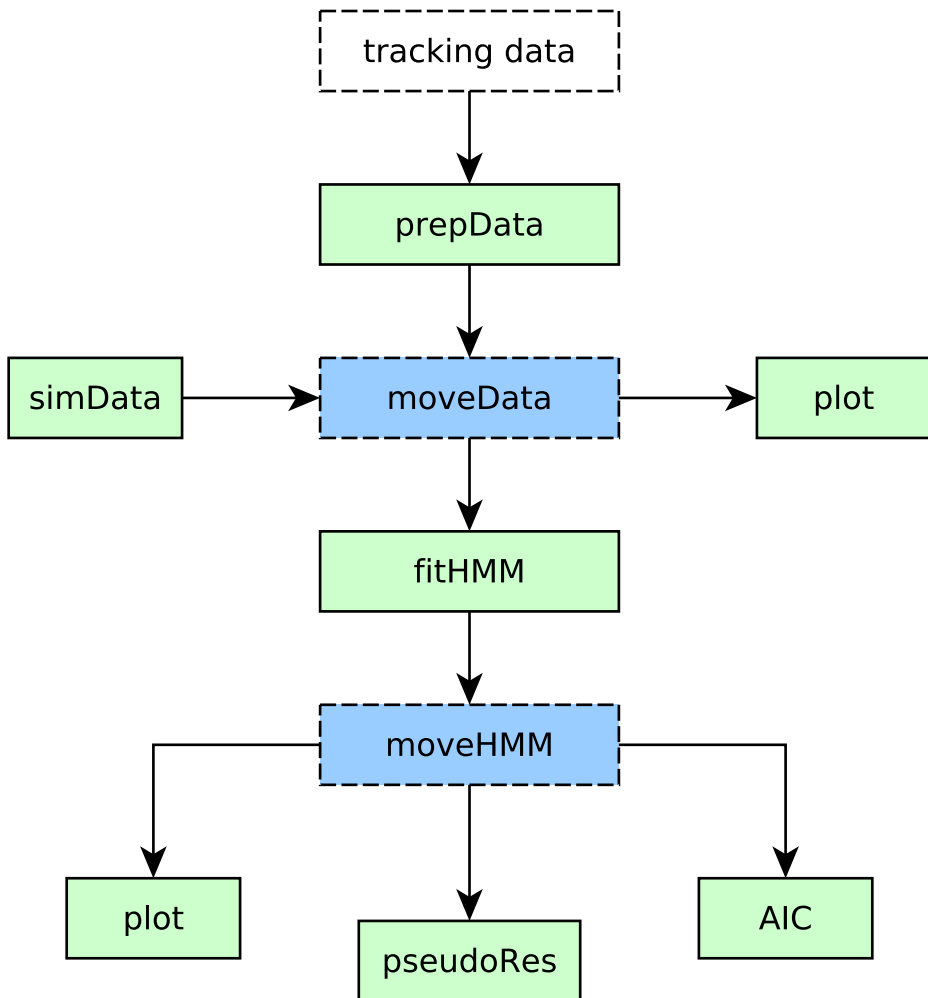 tracking data
prepData
simData
moveData
plot
fitHMM
moveHMM
plot
AIC
pseudoRes